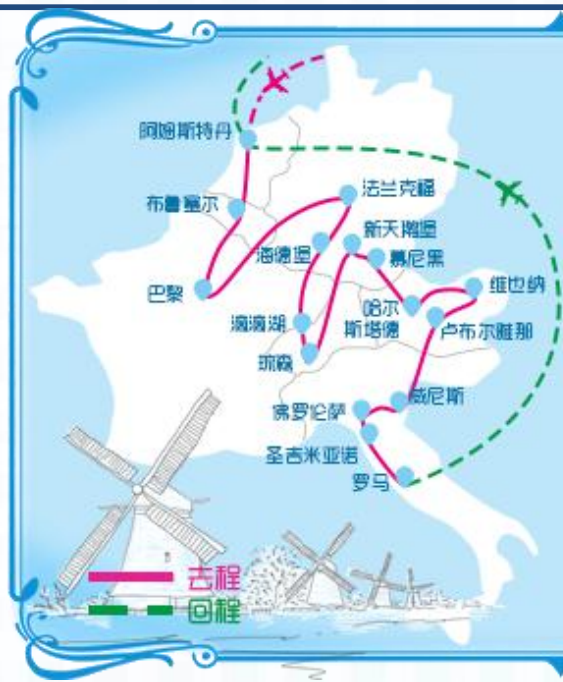 阿姆斯特丹
法兰克福
布鲁塞尔
新天鹅堡
海德堡
慕尼黑
巴黎
维也纳
哈尔
斯塔德
滴滴湖
卢布尔雅那
琉森
威尼斯
佛罗伦萨
圣吉米亚诺
罗马
去程
回程